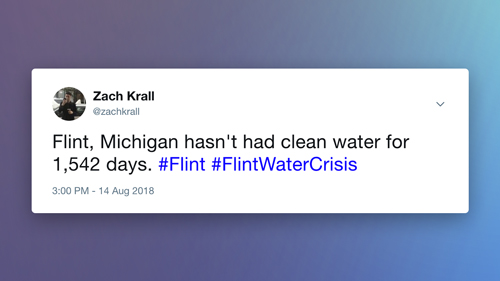 Zach Krall
@zachkrall
Flint, Michigan hasn't had clean water for
1,542 days. #Flint #FlintWaterCrisis
3:00 PM - 14 Aug 2018